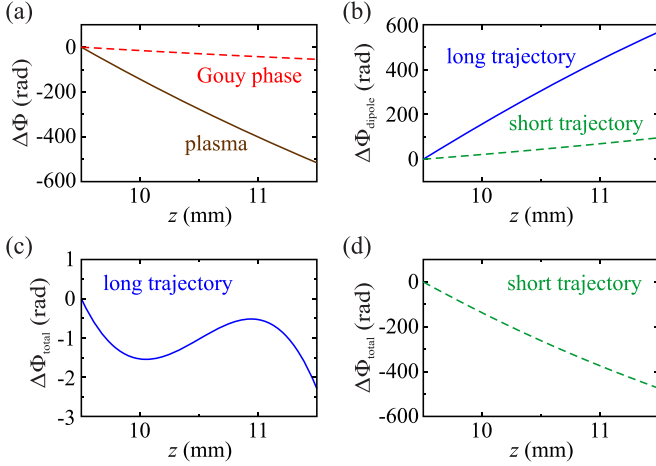 (a)
ΔΦ (rad)
0
-200
-400
-600
Gouy phase
plasma
10
11
z (mm)
(b)
ΔΦdipole (rad)
600
400
200
0
long trajectory
short trajectory
10
11
z (mm)
(c)
ΔΦtotal (rad)
1
0
-1
-2
-3
long trajectory
10
11
z (mm)
(d)
ΔΦtotal (rad)
0
-200
-400
-600
short trajectory
10
11
z (mm)